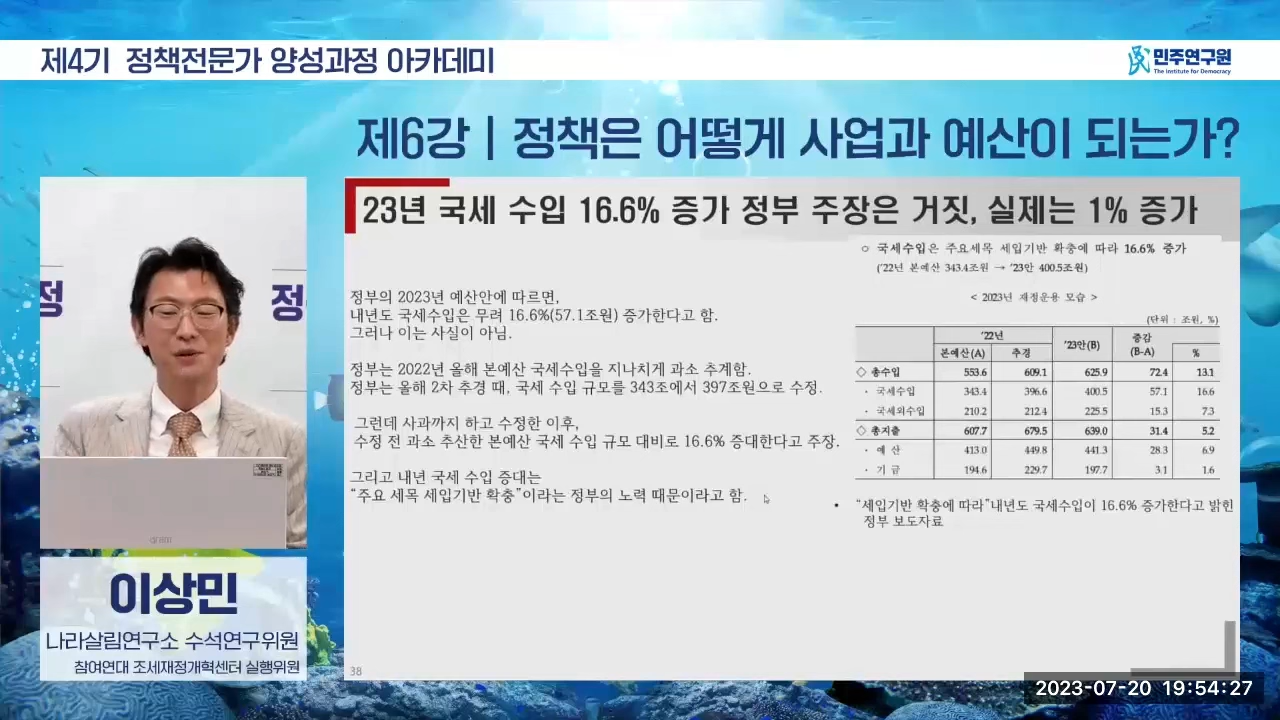 제4기 정책전문가 양성과정 아카데미
民 민주연구원
The Institute for Democracy
제6강 | 정책은 어떻게 사업과 예산이 되는가?
23년 국세 수입 16.6% 증가 정부 주장은 거짓, 실제는 1% 증가
정부의 2023년 예산안에 따르면,
내년도 국세수입은 무려 16.6%(57.1조원) 증가한다고 함.
그러나 이는 사실이 아님.
정부는 2022년 올해 본예산 국세수입을 지나치게 과소 추계함.
정부는 올해 2차 추경 때, 국세 수입 규모를 343조에서 397조원으로 수정.
그런데 사과까지 하고 수정한 이후,
수정 전 과소 추산한 본예산 국세 수입 규모 대비로 16.6% 증대한다고 주장.
그리고 내년 국세 수입 증대는
“주요 세목 세입기반 확충”이라는 정부의 노력 때문이라고 함.
○ 국세수입은 주요세목 세입기반 확충에 따라 16.6% 증가
('22년 본예산 343.4조원 → '23안 400.5조원)
< 2023년 재정운용 모습 >
(단위 : 조원, %)
'22년 '23안(B) 증감 (B-A) %
본예산(A) 추경
◇ 총수입 553.6 609.1 625.9 72.4 13.1
· 국세수입 343.4 396.6 400.5 57.1 16.6
· 국세외수입 210.2 212.4 225.5 15.3 7.3
◇ 총지출 607.7 679.5 639.0 31.4 5.2
· 예 산 413.0 449.8 441.3 28.3 6.9
· 기 금 194.6 229.7 197.7 3.1 1.6
• “세입기반 확충에 따라”내년도 국세수입이 16.6% 증가한다고 밝힌
정부 보도자료
38
정
정
gram
이상민
나라살림연구소 수석연구위원
참여연대 조세재정개혁센터 실행위원
2023-07-20 19:54:27